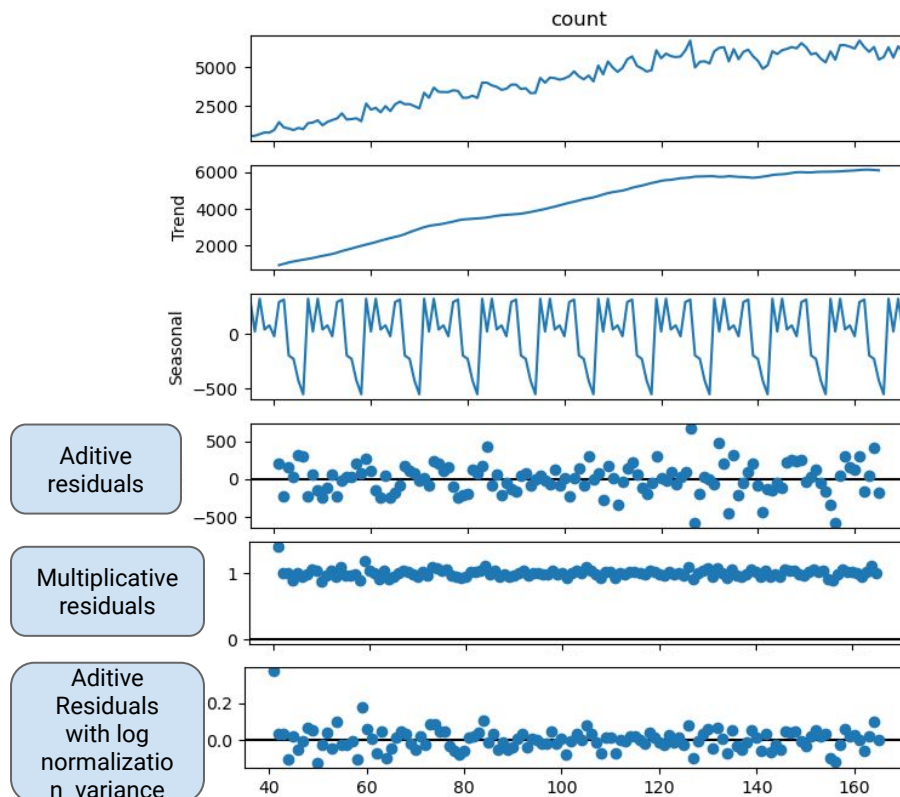 count
5000
2500
6000
4000
2000
Trend
0
−500
Seasonal
Aditive
residuals
500
0
−500
Multiplicative
residuals
1
0
Aditive
Residuals
with log
normalizatio
n variance
0.2
0.0
40 60 80 100 120 140 160